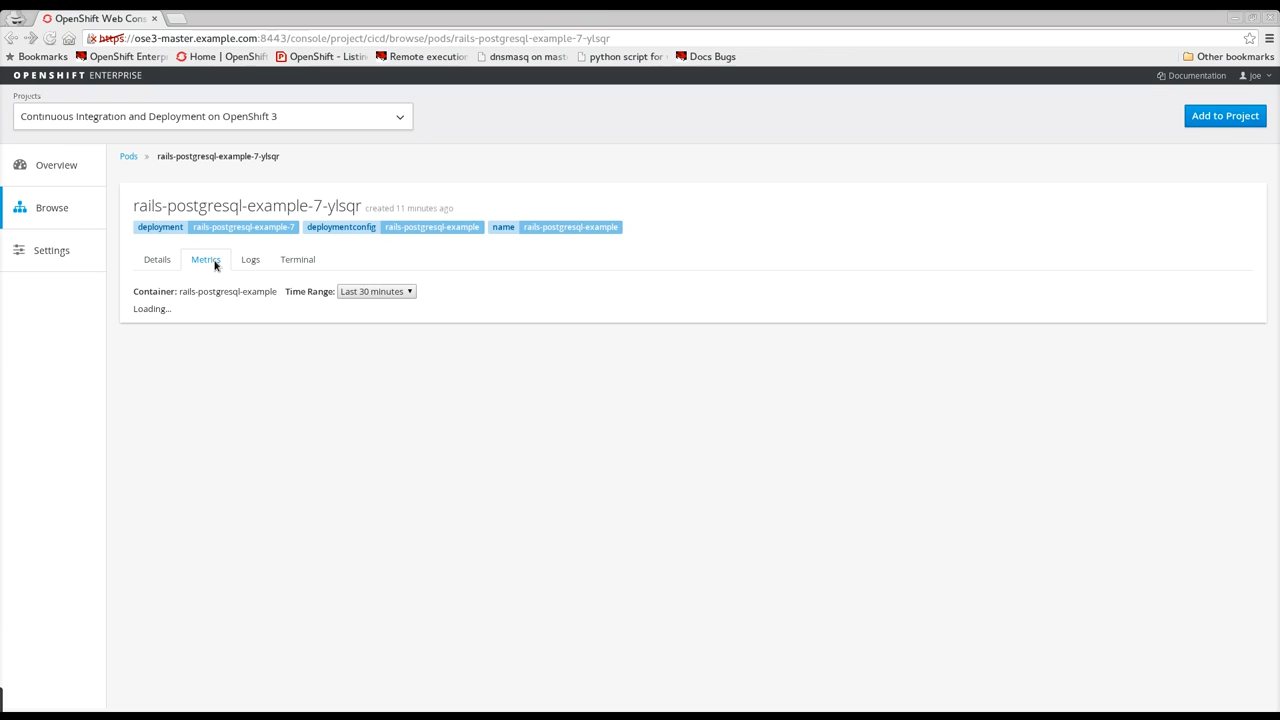 OpenShift Web Cons
https://ose3-master.example.com:8443/console/project/cicd/browse/pods/rails-postgresql-example-7-ylsqr
Bookmarks OpenShift Enterp Home | OpenShift OpenShift - Listin Remote execution dnsmasq on mast python script for Docs Bugs Other bookmarks
OPENSHIFT ENTERPRISE Documentation Joe
Projects
Continuous Integration and Deployment on OpenShift 3 Add to Project
Overview
Browse
Settings
Pods » rails-postgresql-example-7-ylsqr
rails-postgresql-example-7-ylsqr created 11 minutes ago
deployment rails-postgresql-example-7 deploymentconfig rails-postgresql-example name rails-postgresql-example
Details Metrics Logs Terminal
Container: rails-postgresql-example Time Range: Last 30 minutes
Loading...